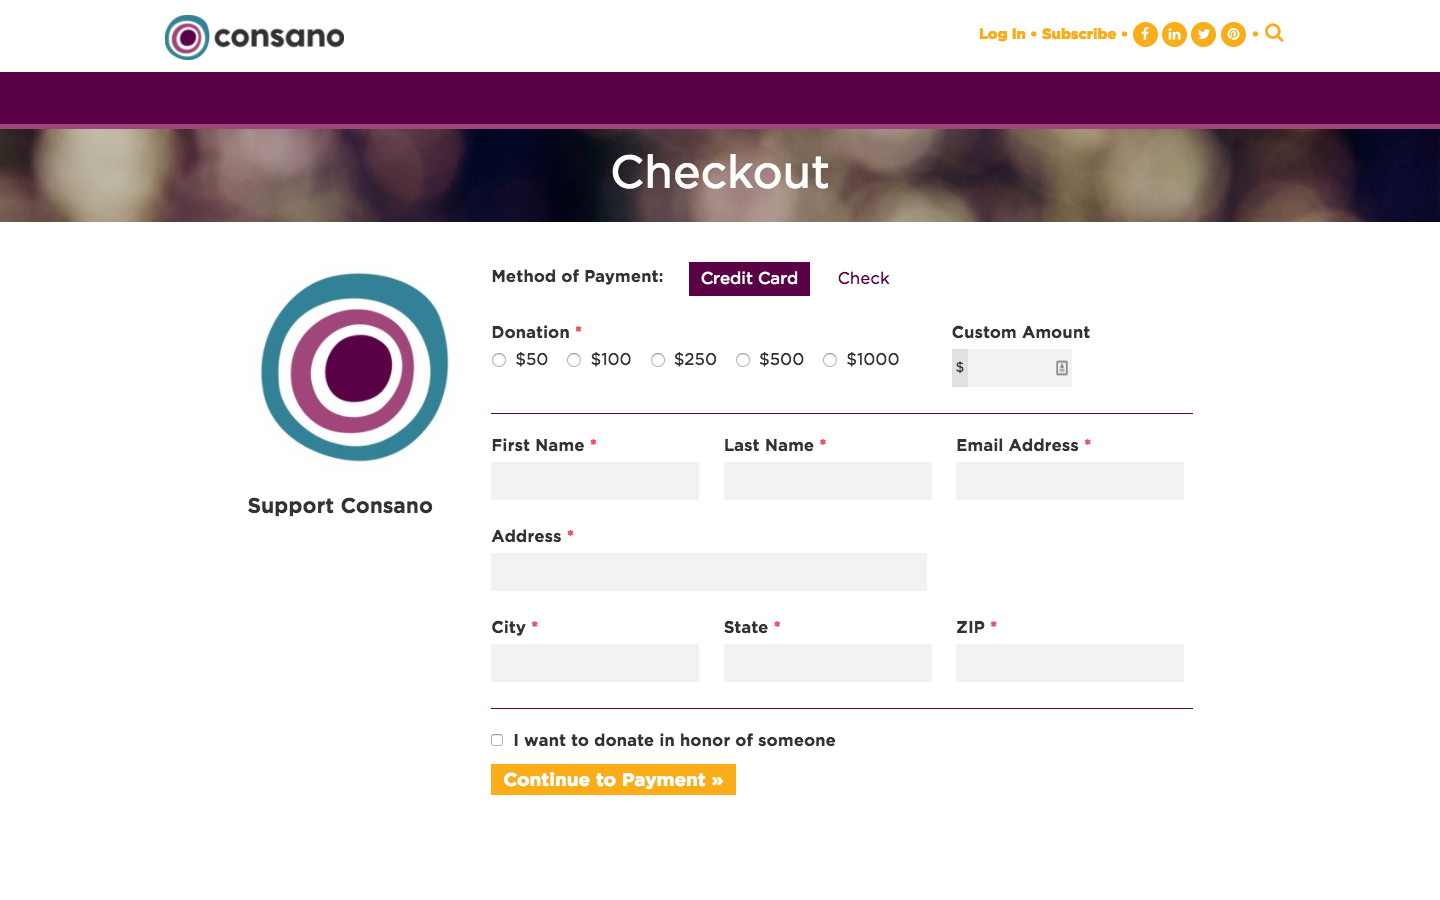 consano
Log In • Subscribe •
Checkout
Method of Payment: Credit Card Check
Donation * Custom Amount
$50 $100 $250 $500 $1000 $
First Name * Last Name * Email Address *
Support Consano
Address *
City * State * ZIP *
I want to donate in honor of someone
Continue to Payment »